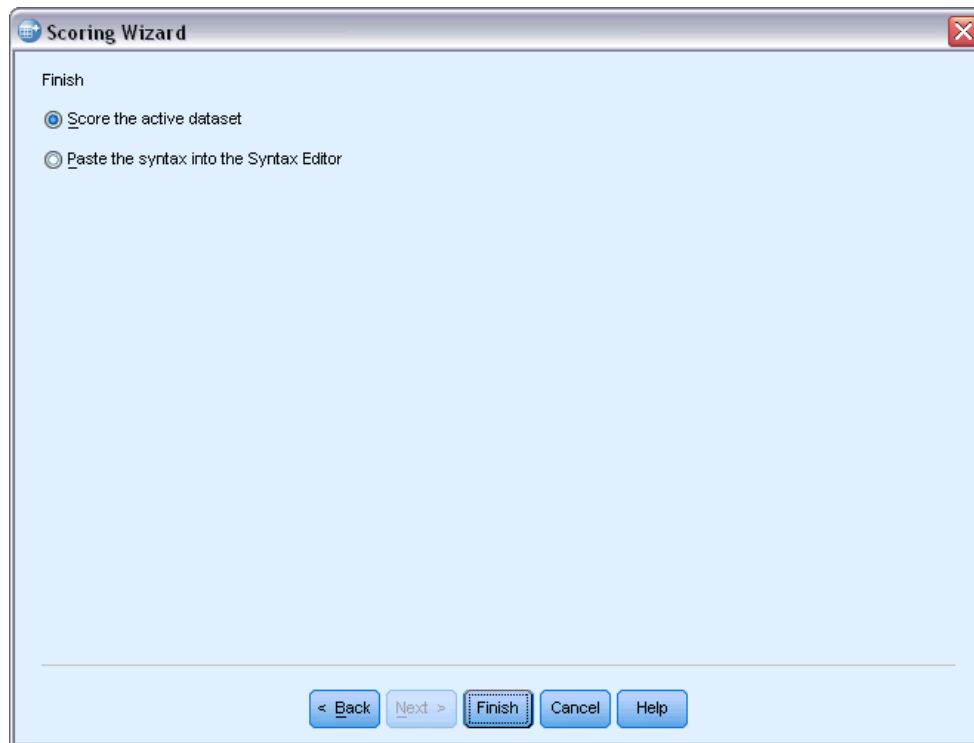 Scoring Wizard
Finish
Score the active dataset
Paste the syntax into the Syntax Editor
< Back Next > Finish Cancel Help